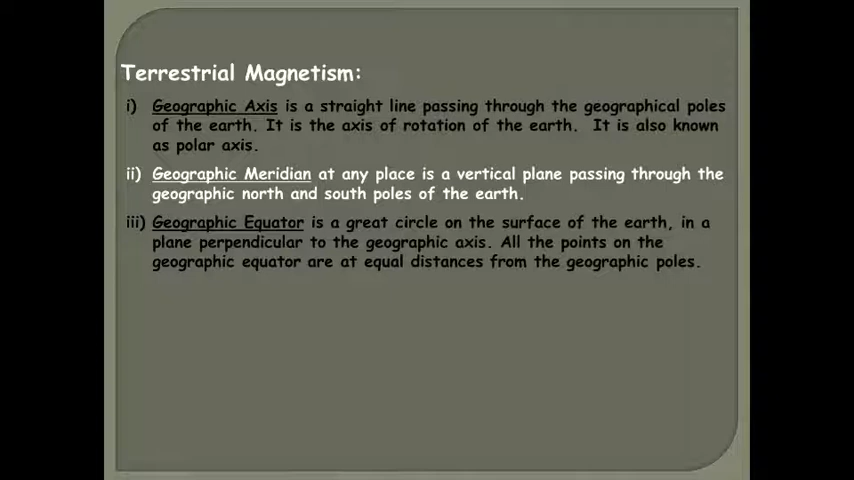 Terrestrial Magnetism:
i) Geographic Axis is a straight line passing through the geographical poles
of the earth. It is the axis of rotation of the earth. It is also known
as polar axis.
ii) Geographic Meridian at any place is a vertical plane passing through the
geographic north and south poles of the earth.
iii) Geographic Equator is a great circle on the surface of the earth, in a
plane perpendicular to the geographic axis. All the points on the
geographic equator are at equal distances from the geographic poles.